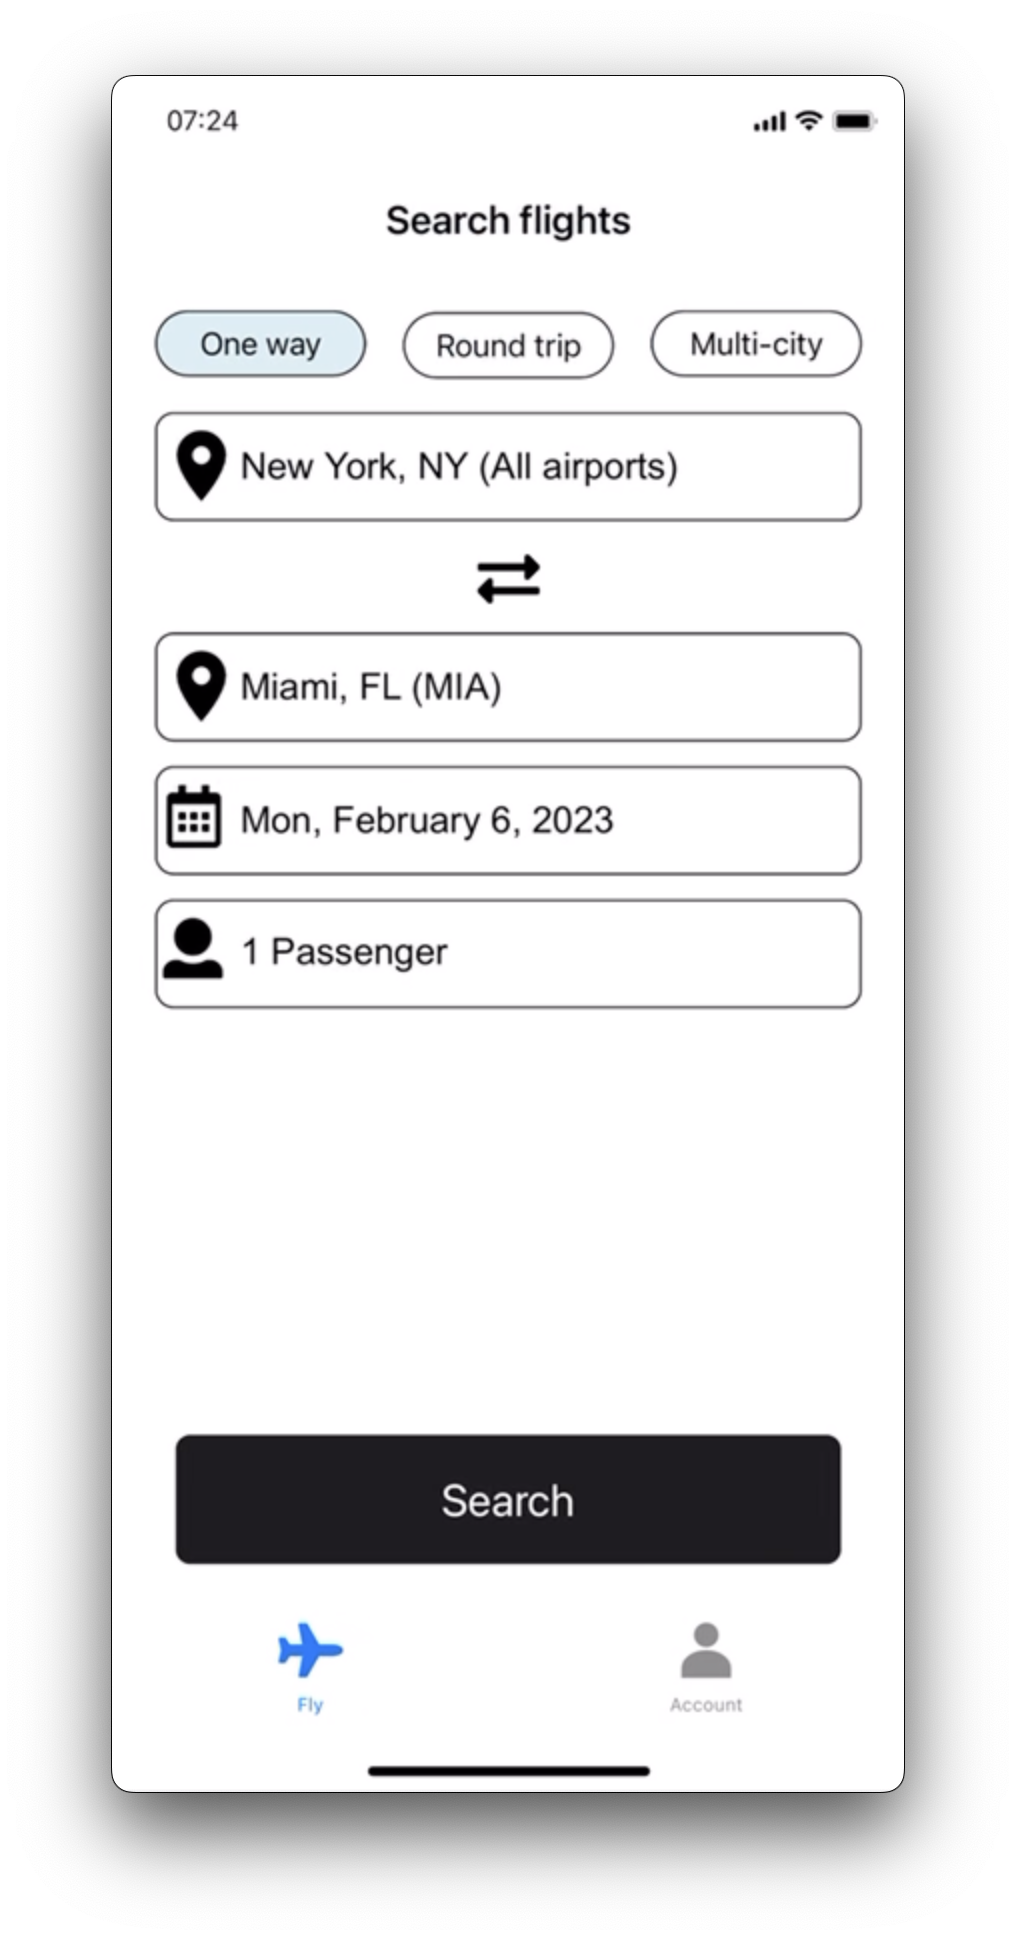 07:24
Search flights
One way Round trip Multi-city
New York, NY (All airports)
Miami, FL (MIA)
Mon, February 6, 2023
1 Passenger
Search
Fly Account